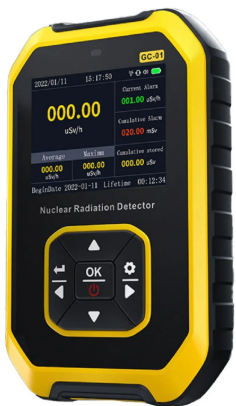 GC-01
2022/01/11 15:17:50
Current Alarm
001.00 uSv/h
000.00
uSv/h
Cumulative Alarm
020.00 mSv
Average Maximum Cumulative stored
000.00 000.00 000.00 uSv
uSv/h uSv/h
BeginDate 2022-01-11 Lifetime 00:12:34
Nuclear Radiation Detector
OK